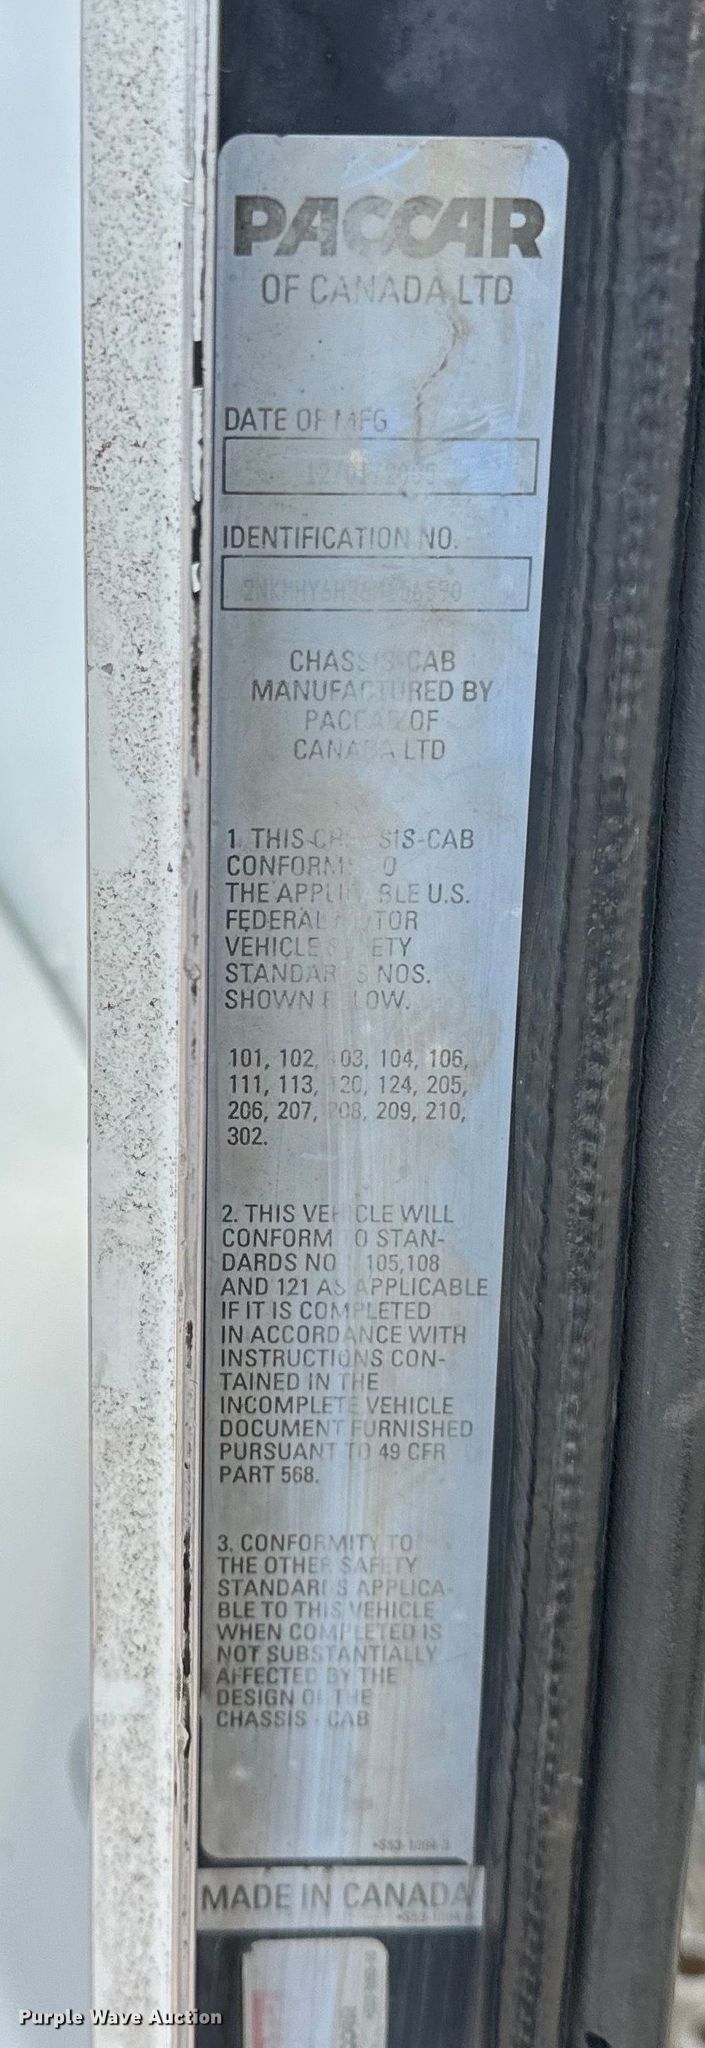 PACCAR
OF CANADA LTD
DATE OF MFG
IDENTIFICATION NO.
CHASSIS-CAB
MANUFACTURED BY
PACCAR OF
CANADA LTD
1. THIS CHASSIS-CAB
CONFORMS TO
THE APPLICABLE U.S.
FEDERAL MOTOR
VEHICLE SAFETY
STANDARDS NOS.
SHOWN BELOW.
101, 102, 103, 104, 106,
111, 113, 120, 124, 205,
206, 207, 208, 209, 210,
302.
2. THIS VEHICLE WILL
CONFORM TO STAN-
DARDS NO 105,108
AND 121 AS APPLICABLE
IF IT IS COMPLETED
IN ACCORDANCE WITH
INSTRUCTIONS CON-
TAINED IN THE
INCOMPLETE VEHICLE
DOCUMENT FURNISHED
PURSUANT TO 49 CFR
PART 568.
3. CONFORMITY TO
THE OTHER SAFETY
STANDARDS APPLICA-
BLE TO THIS VEHICLE
WHEN COMPLETED IS
NOT SUBSTANTIALLY
AFFECTED BY THE
DESIGN OF THE
CHASSIS - CAB
MADE IN CANADA
Purple Wave Auction